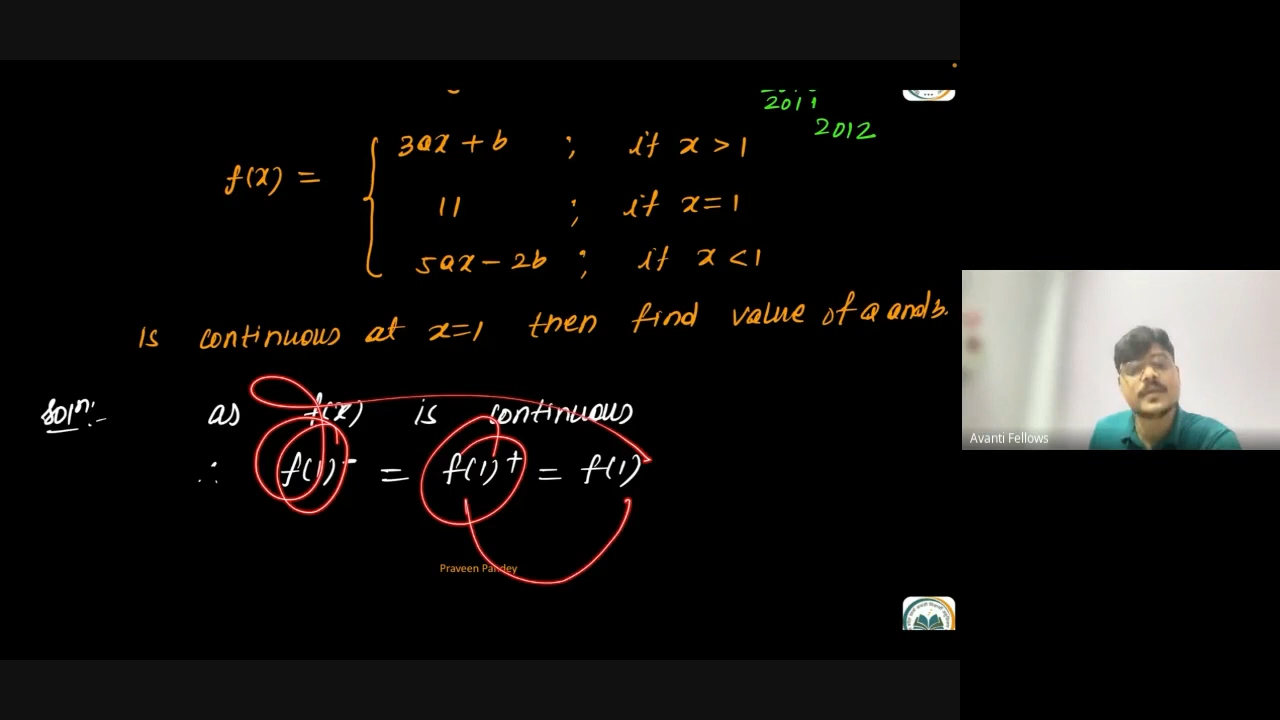 2011
2012
f(x) = { 3ax + b ; if x > 1
11 ; if x = 1
5ax - 2b ; if x < 1
is continuous at x=1 then find value of a and b.
Soln:- as f(x) is continuous
∴ f(1)⁻ = f(1)⁺ = f(1)
Praveen Pandey
Avanti Fellows